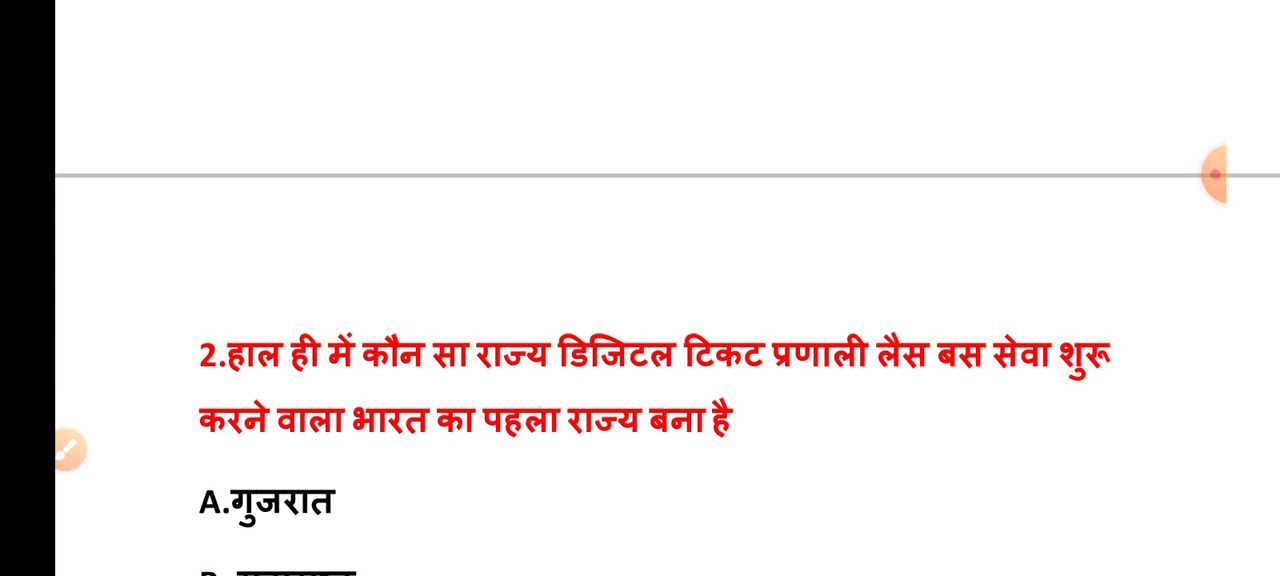 2.हाल ही में कौन सा राज्य डिजिटल टिकट प्रणाली लैस बस सेवा शुरू
करने वाला भारत का पहला राज्य बना है
A.गुजरात